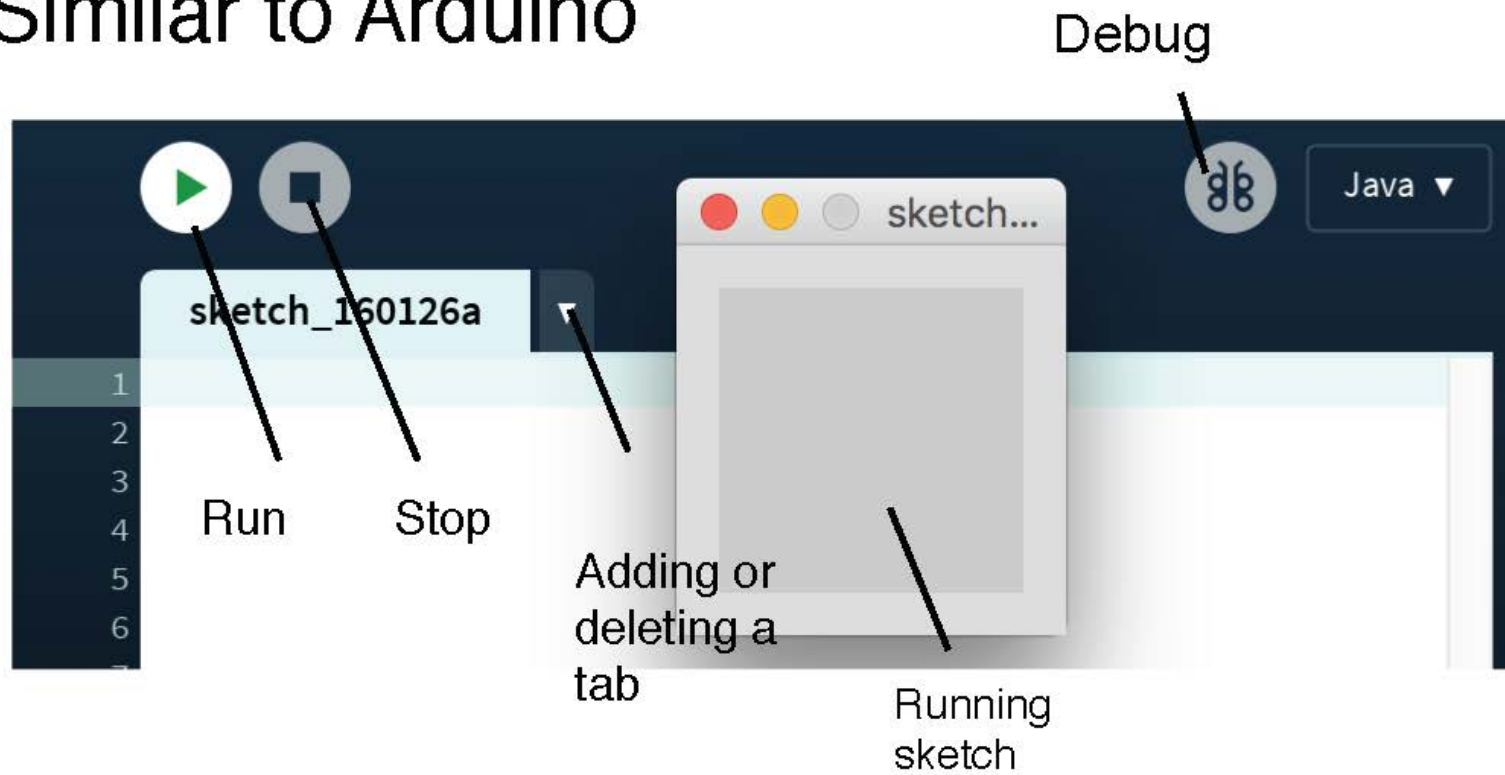 Similar to Arduino
Debug
Java ▼
sketch...
sketch_160126a
1
2
3
4
5
6
Run
Stop
Adding or
deleting a
tab
Running
sketch